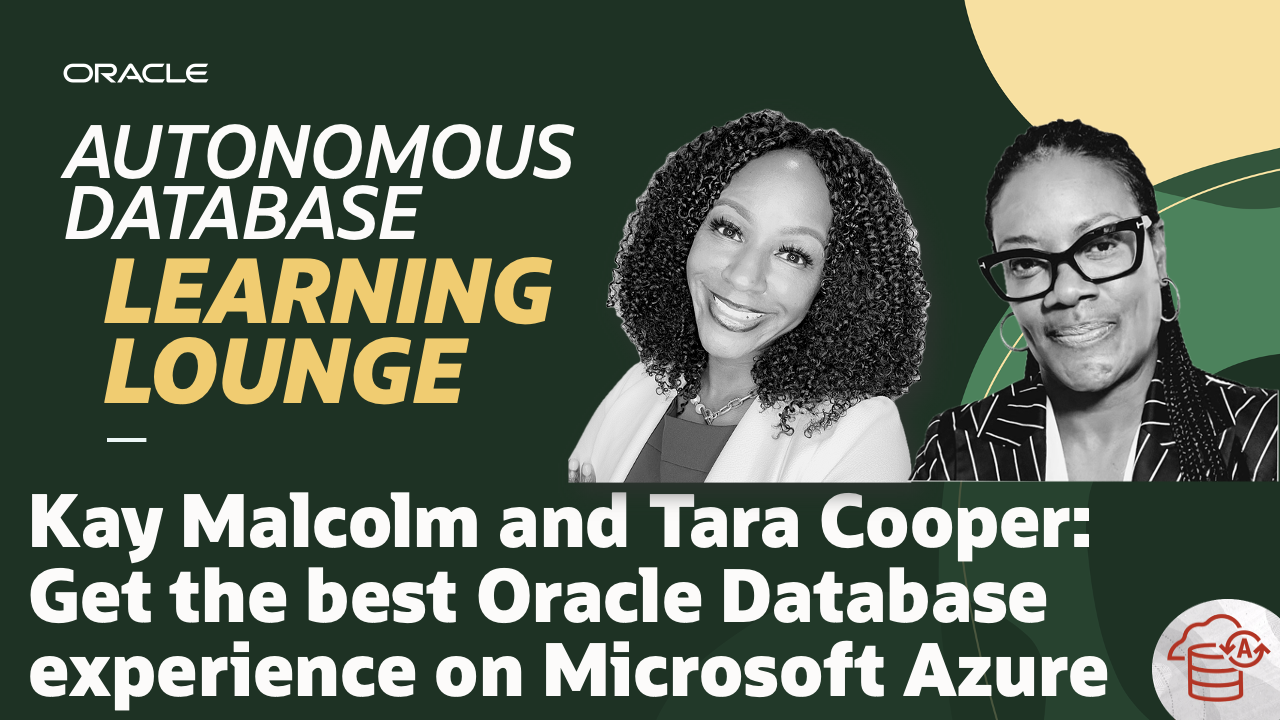 ORACLE
AUTONOMOUS
DATABASE
LEARNING
LOUNGE
Kay Malcolm and Tara Cooper:
Get the best Oracle Database
experience on Microsoft Azure
A